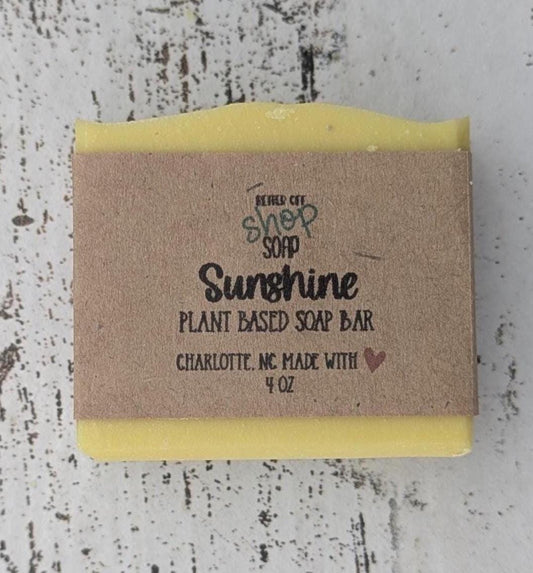 BETTER OFF
shop
SOAP
Sunshine
PLANT BASED SOAP BAR
CHARLOTTE, NC MADE WITH
4 OZ